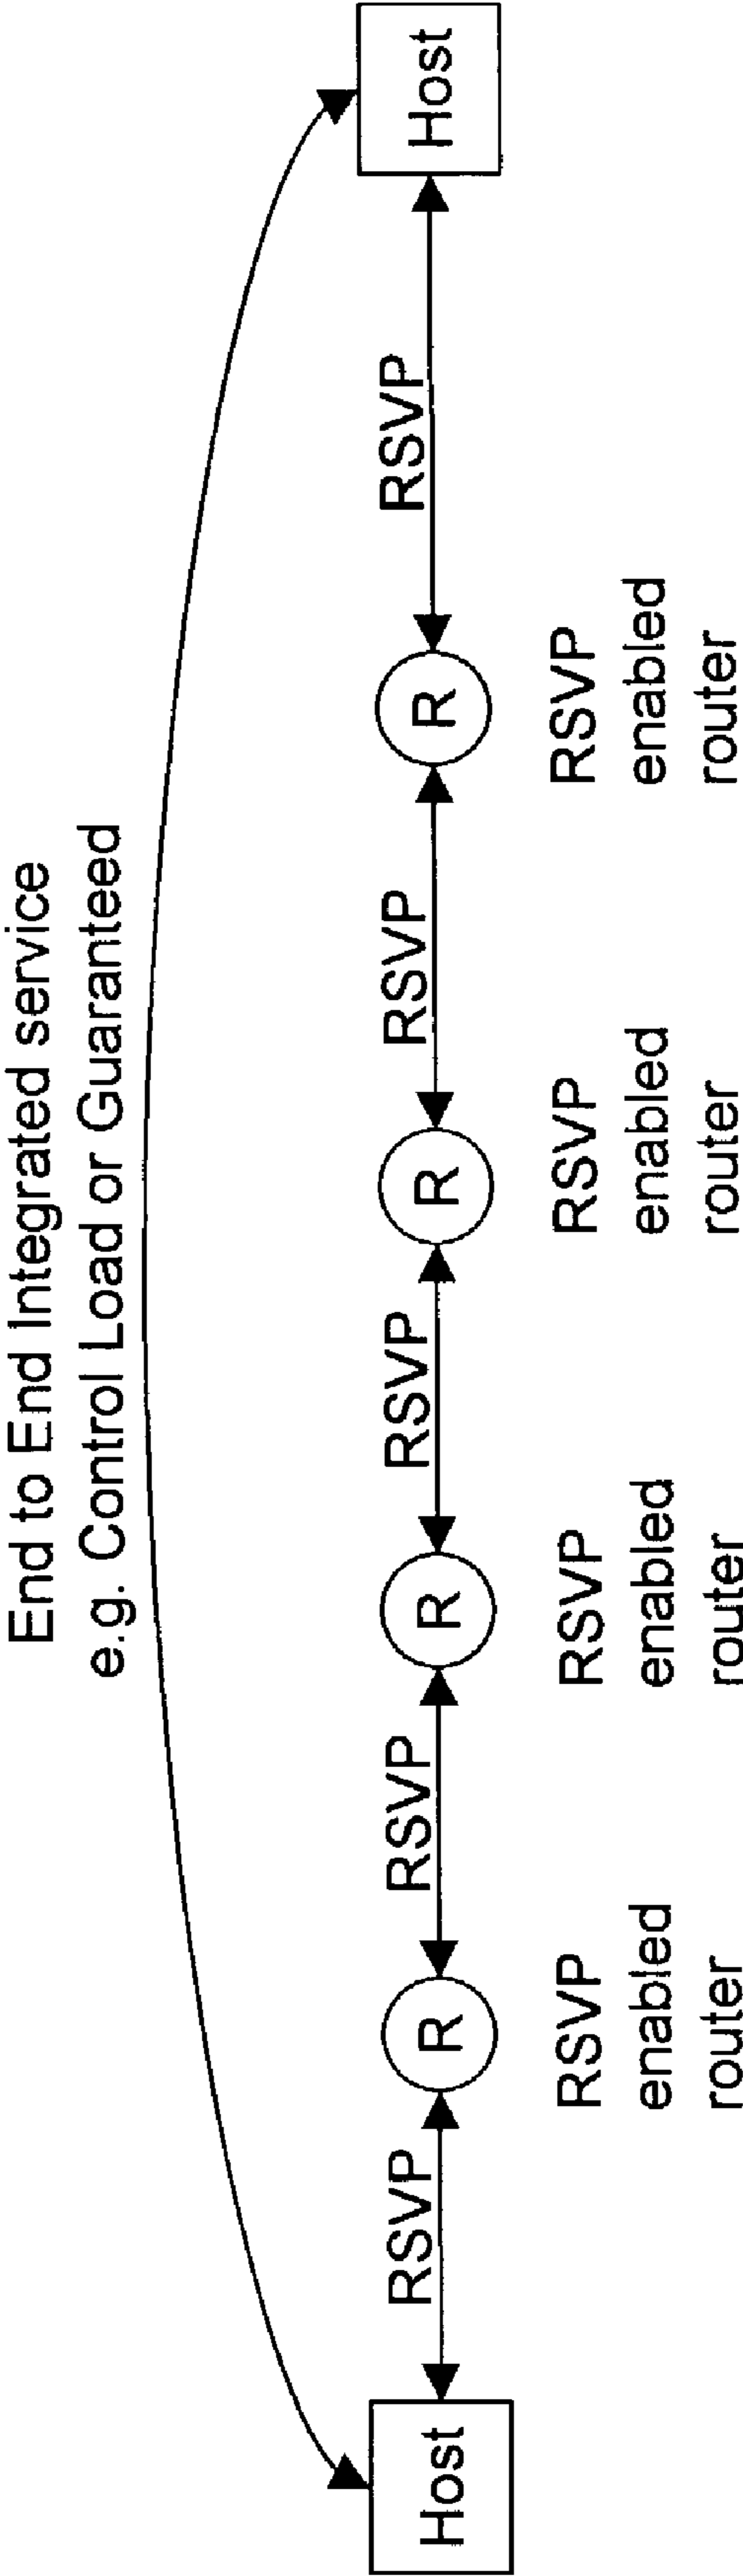 End to End Integrated service
e.g. Control Load or Guaranteed
Host
RSVP
R
RSVP
R
RSVP
R
RSVP
R
RSVP
Host
RSVP
enabled
router
RSVP
enabled
router
RSVP
enabled
router
RSVP
enabled
router